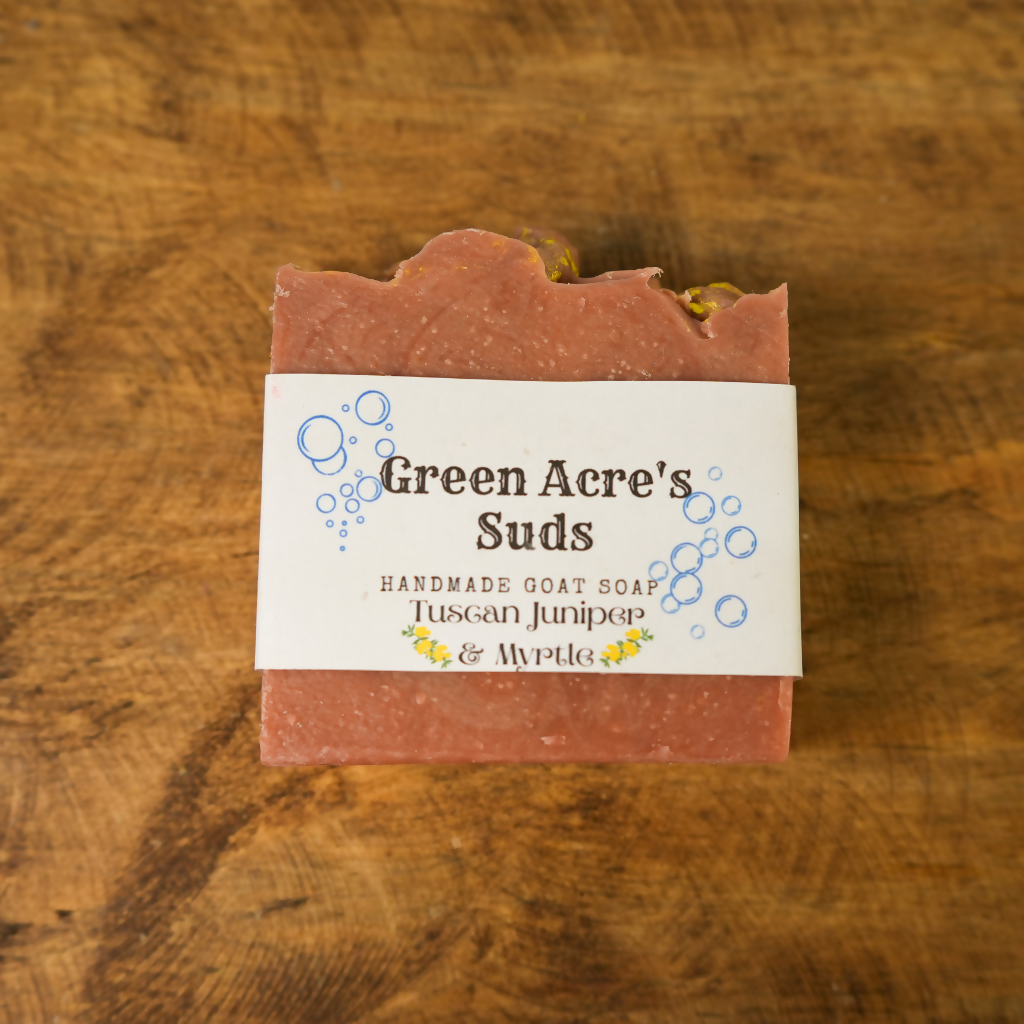 Green Acre's
Suds
HANDMADE GOAT SOAP
Tuscan Juniper
& Myrtle